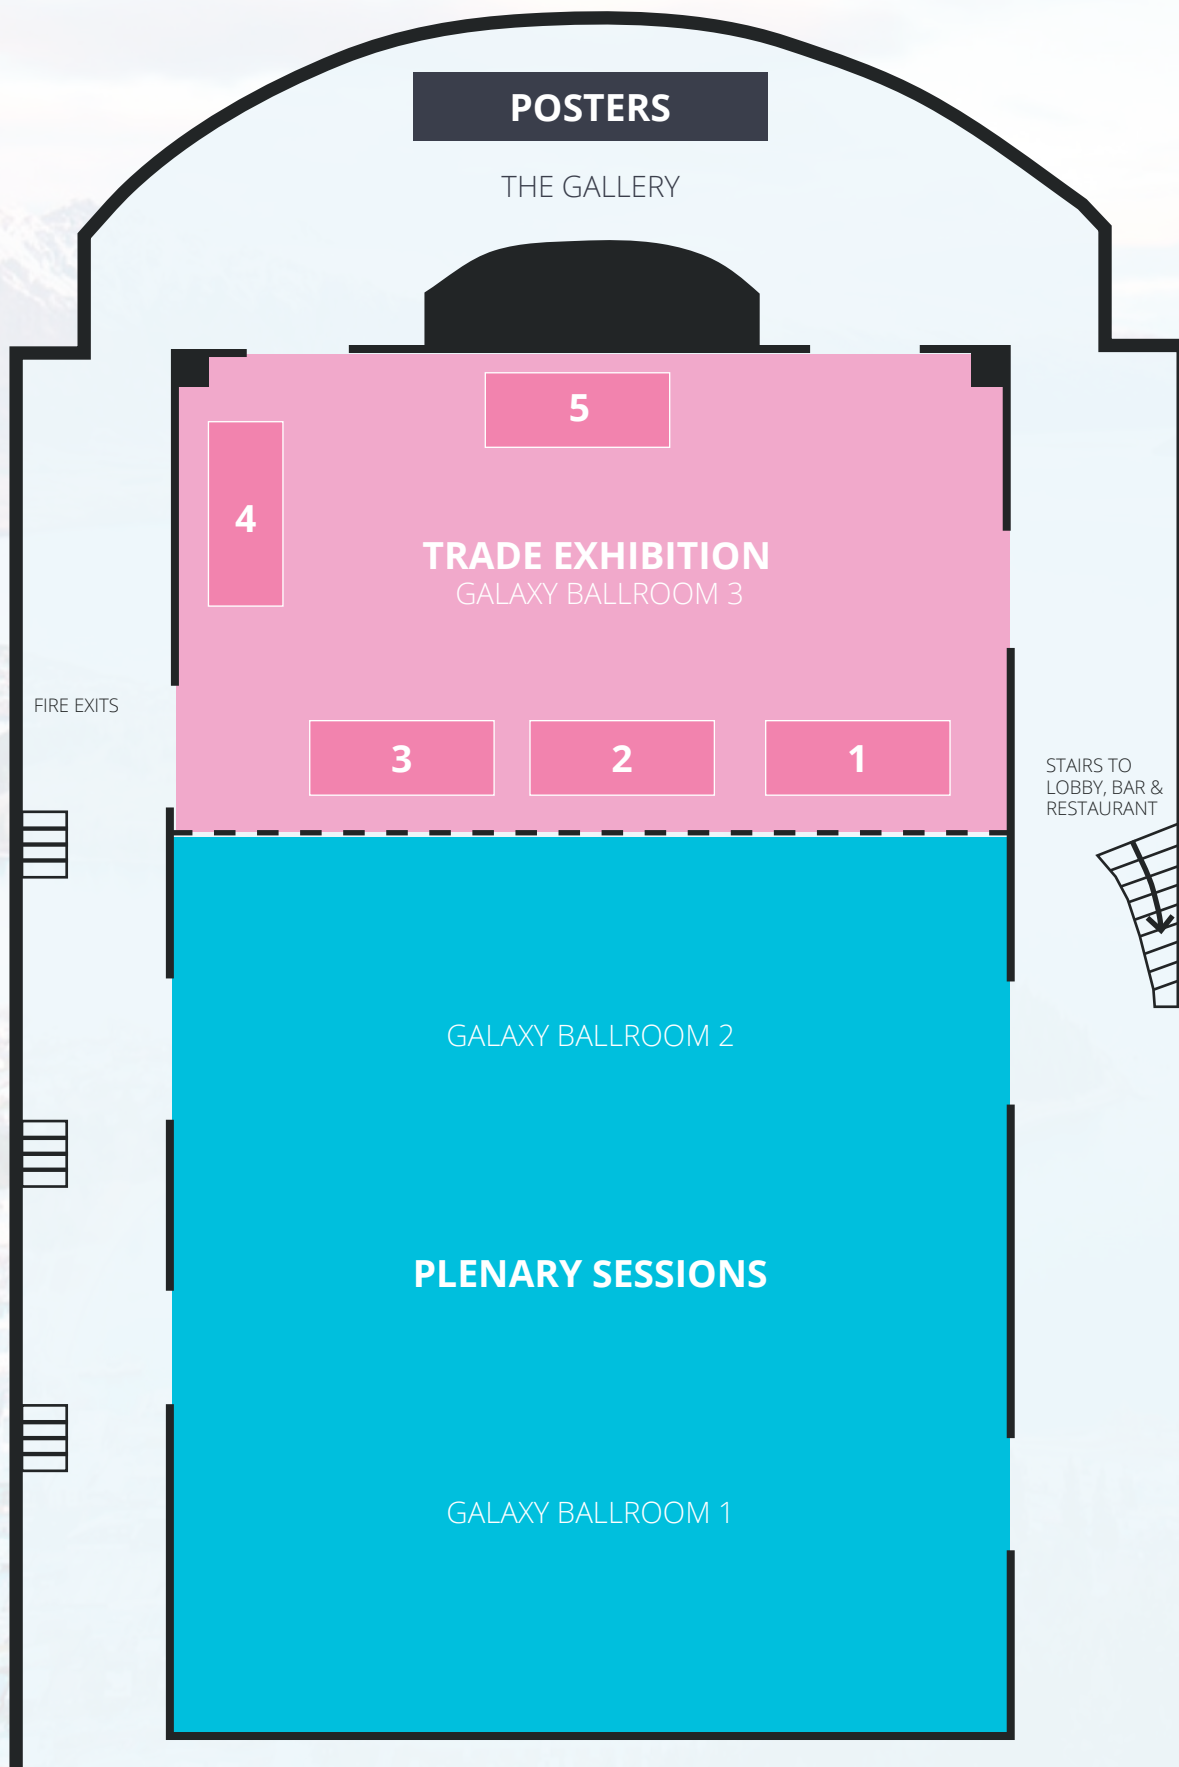 POSTERS
THE GALLERY
5
4
TRADE EXHIBITION
GALAXY BALLROOM 3
FIRE EXITS
3
2
1
STAIRS TO
LOBBY, BAR &
RESTAURANT
GALAXY BALLROOM 2
PLENARY SESSIONS
GALAXY BALLROOM 1